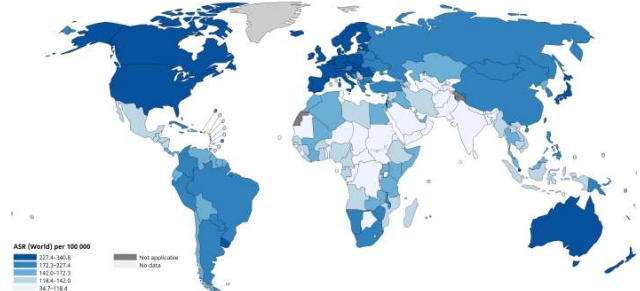 ASR (World) per 100 000
227.4–340.8
172.3–227.4
142.0–172.3
118.4–142.0
34.7–118.4
Not applicable
No data